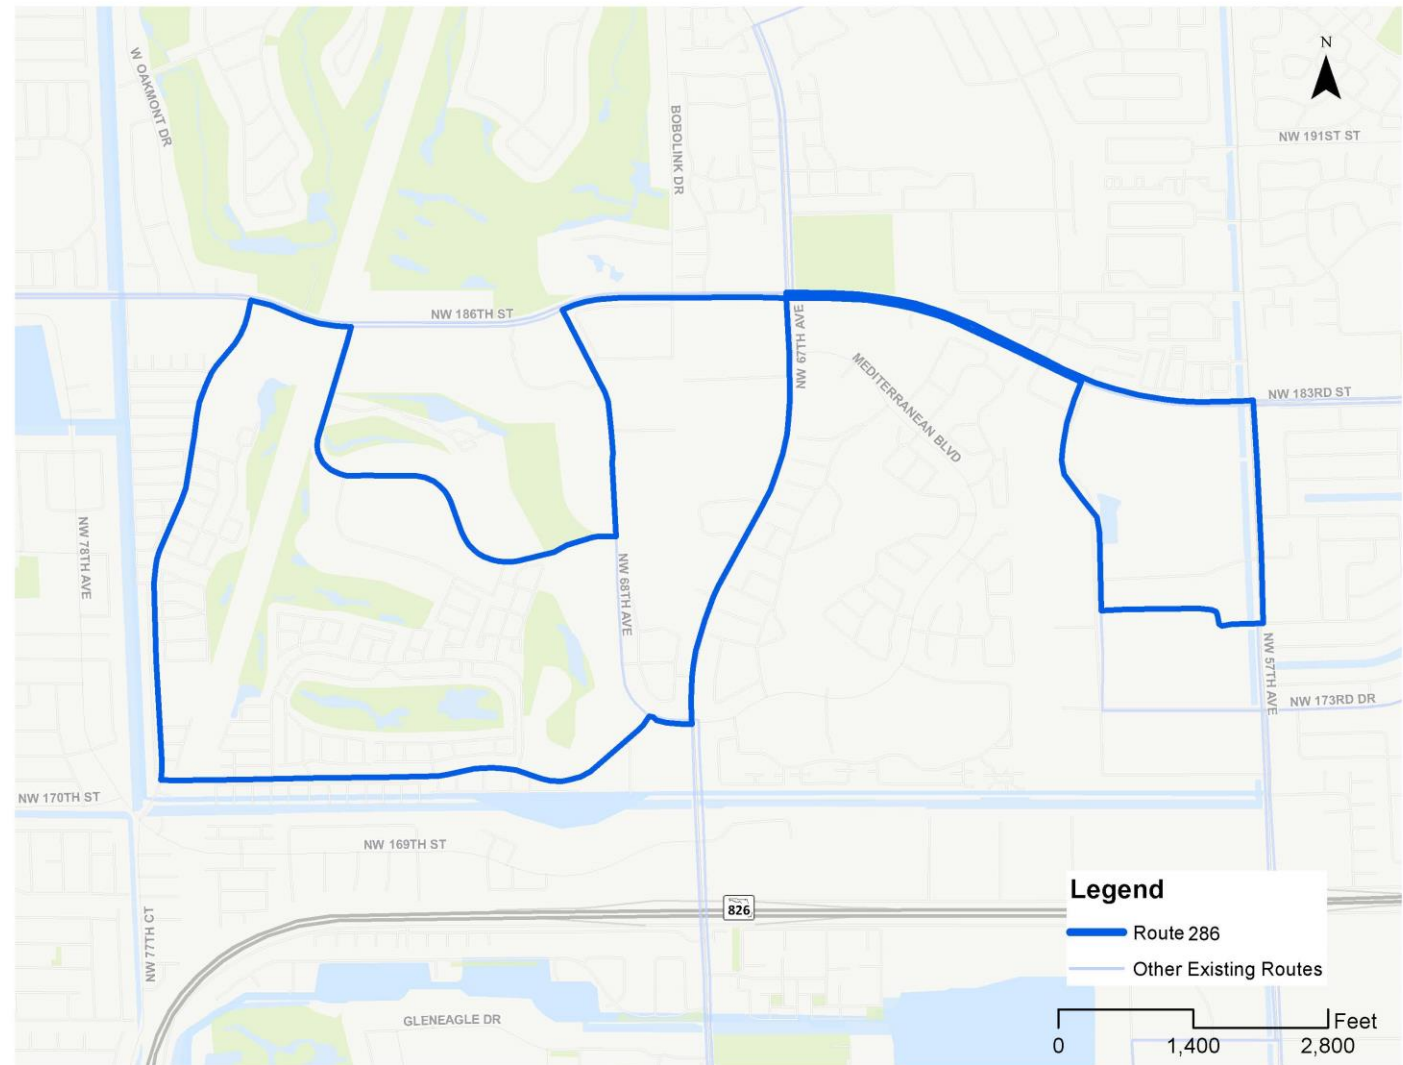 N
W OAKMONT DR
BOBOLINK DR
NW 191ST ST
NW 186TH ST
NW 67TH AVE
MEDITERRANEAN BLVD
NW 183RD ST
NW 78TH AVE
NW 68TH AVE
NW 57TH AVE
NW 173RD DR
NW 170TH ST
NW 169TH ST
826
NW 77TH CT
GLENEAGLE DR
Legend
Route 286
Other Existing Routes
Feet
0 1,400 2,800